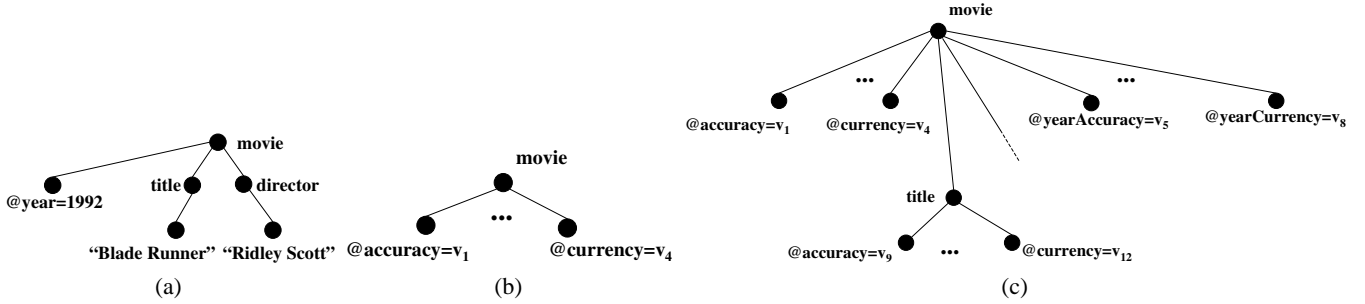 movie
@year=1992
title
director
“Blade Runner”
“Ridley Scott”
(a)
movie
...
@accuracy=v1
@currency=v4
(b)
movie
...
...
@accuracy=v1
@currency=v4
@yearAccuracy=v5
@yearCurrency=v8
title
@accuracy=v9
...
@currency=v12
(c)